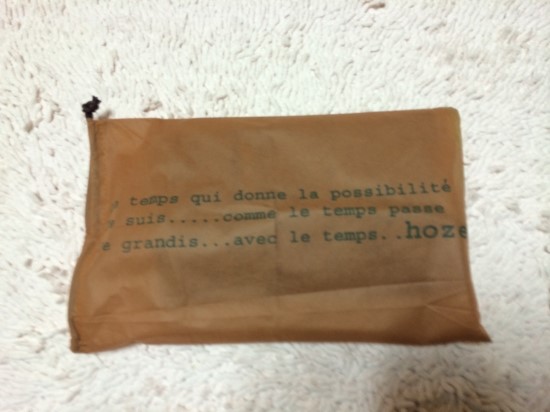 e temps qui donne la possibilité
e suis.....comme le temps passe
e grandis...avec le temps..hoze